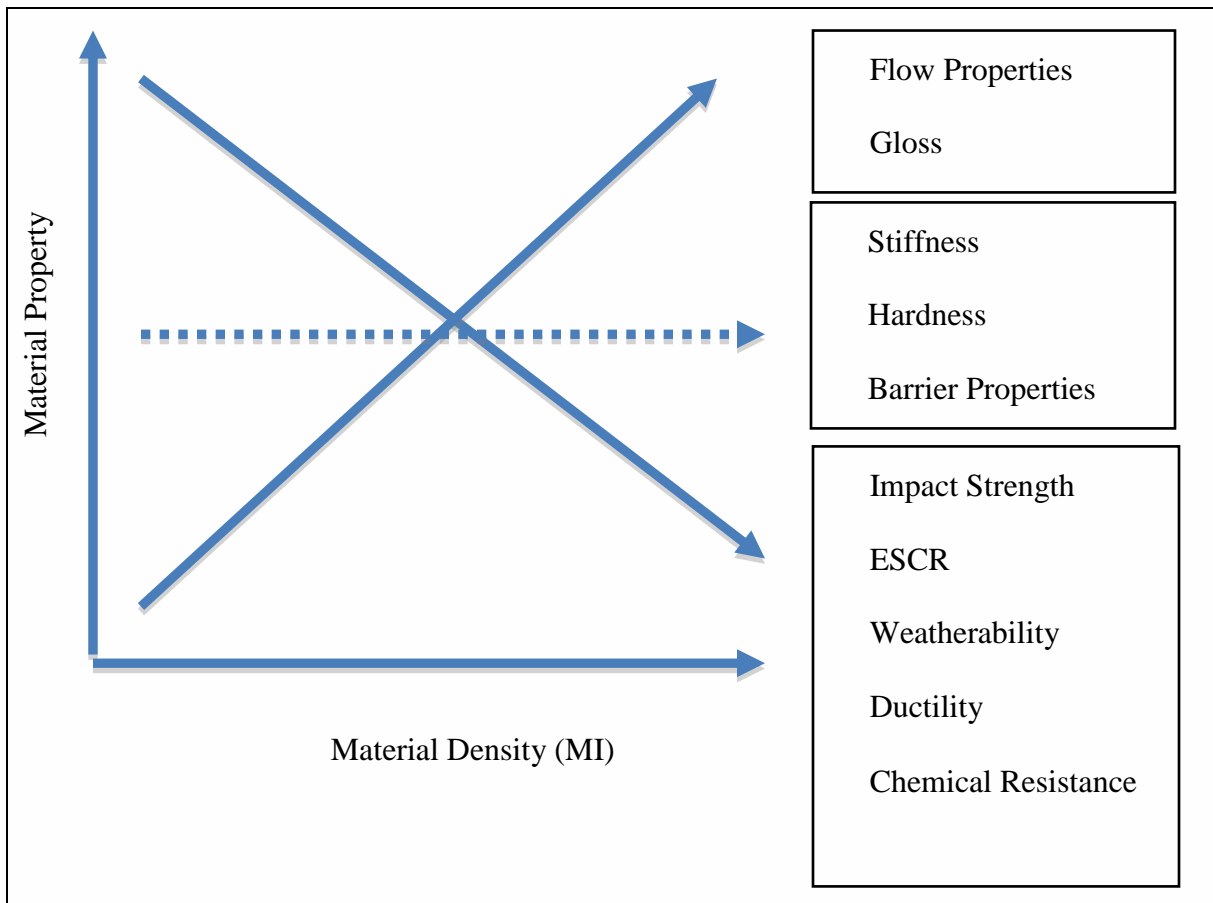 Material Property
Material Density (MI)
Flow Properties
Gloss
Stiffness
Hardness
Barrier Properties
Impact Strength
ESCR
Weatherability
Ductility
Chemical Resistance